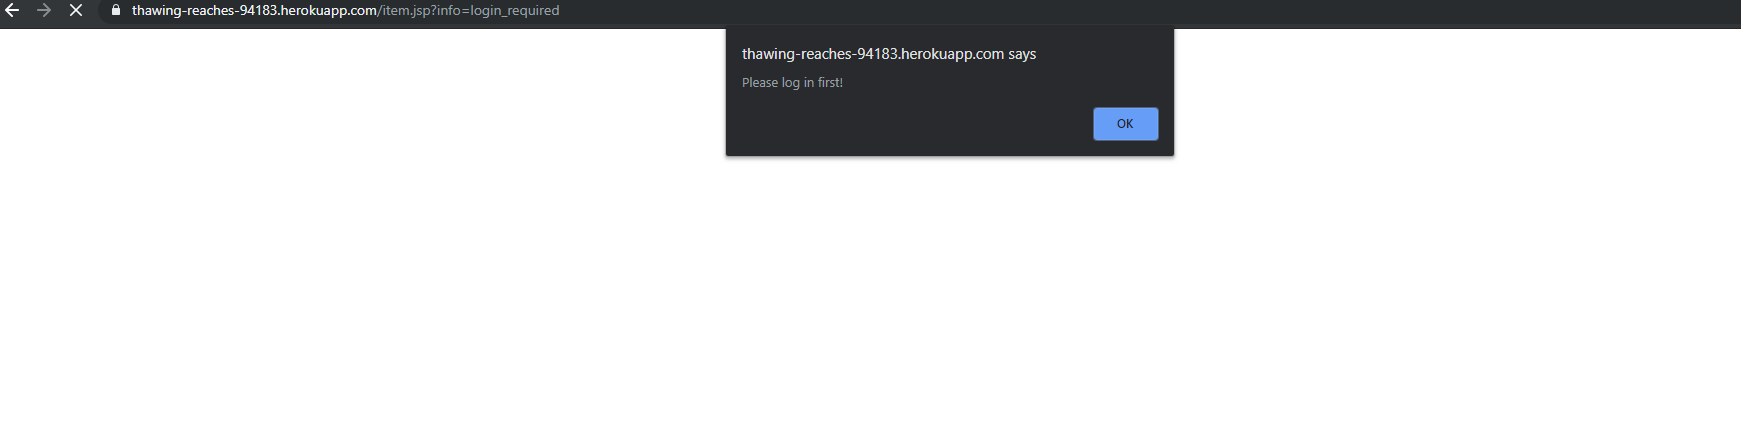 thawing-reaches-94183.herokuapp.com/item.jsp?info=login_required
thawing-reaches-94183.herokuapp.com says
Please log in first!
OK